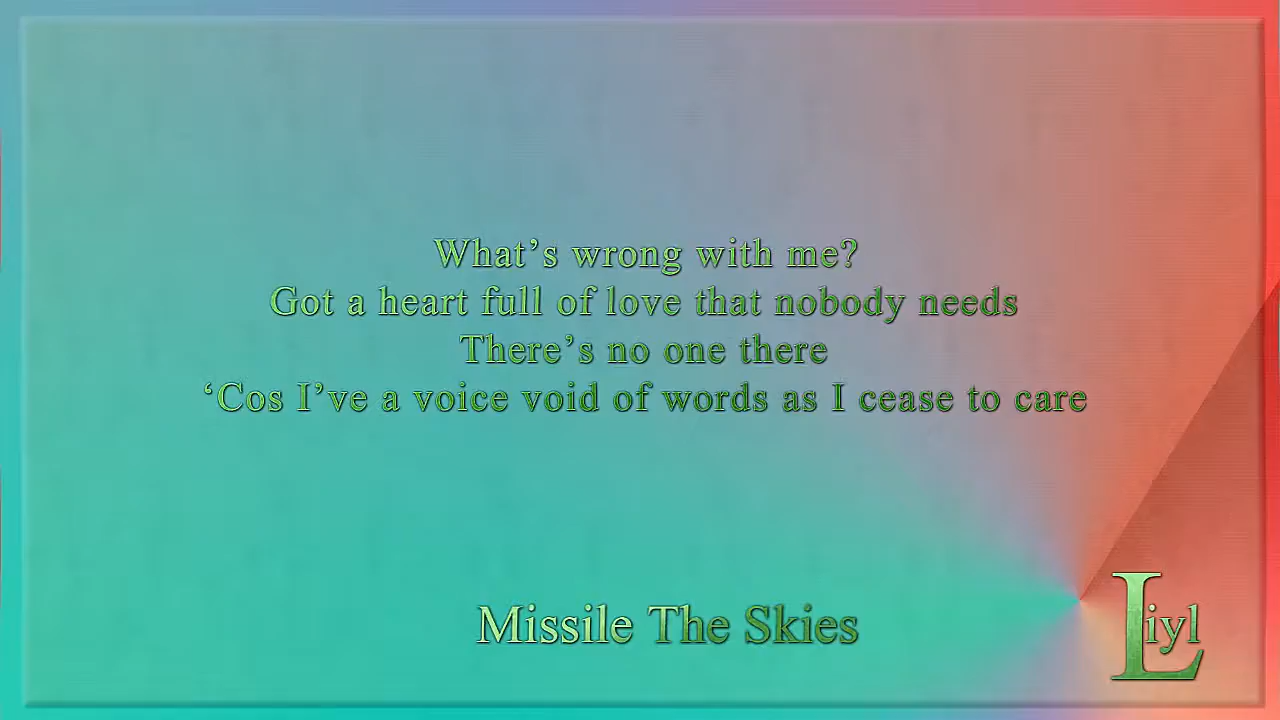 What’s wrong with me?
Got a heart full of love that nobody needs
There’s no one there
‘Cos I’ve a voice void of words as I cease to care
Missile The Skies
Liyl